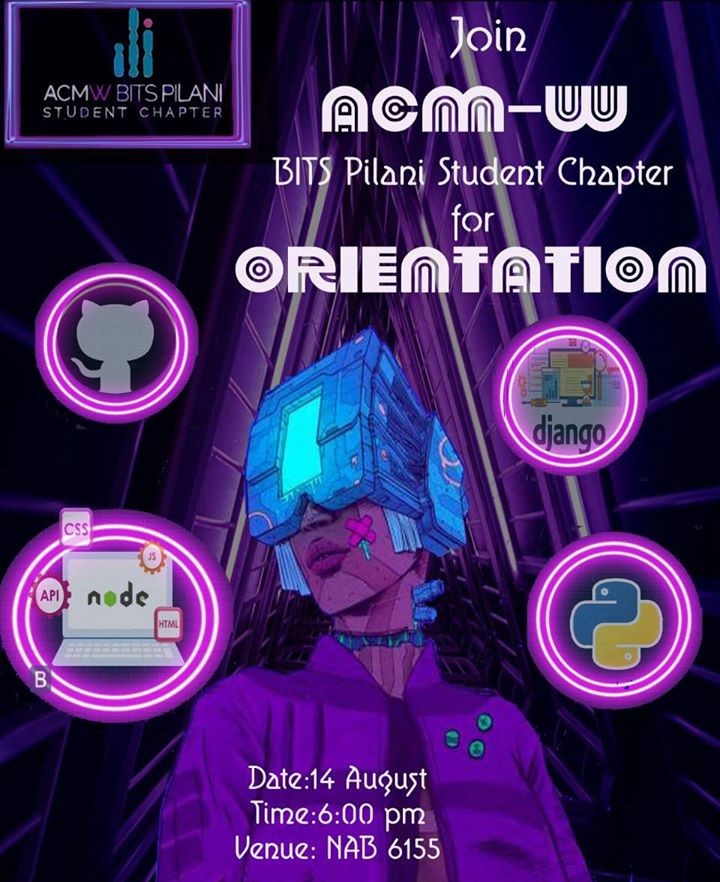 ACMW BITS PILANI
STUDENT CHAPTER
Join
ACM-W
BITS Pilani Student Chapter
for
ORIENTATION
django
CSS
JS
API
node
HTML
B
Date:14 August
Time:6:00 pm
Venue: NAB 6155